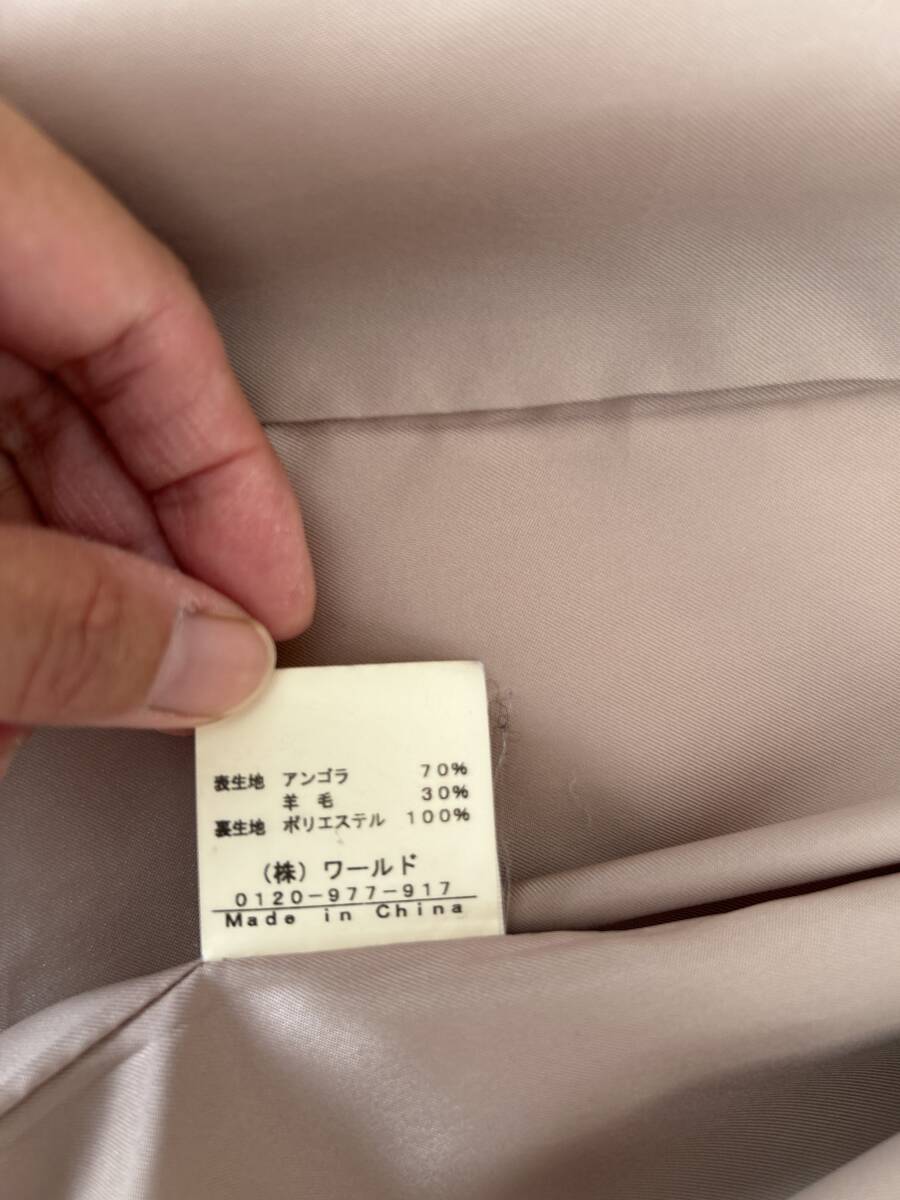 表生地 アンゴラ 70%
羊毛 30%
裏生地 ポリエステル 100%
(株)ワールド
0120-977-917
Made in China